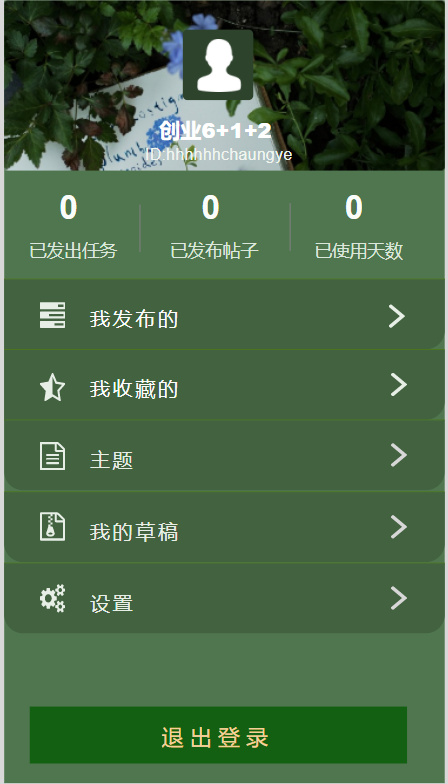 创业6+1+2
ID:hhhhhhchaungye
0 0 0
已发出任务 已发布帖子 已使用天数
我发布的
我收藏的
主题
我的草稿
设置
退出登录